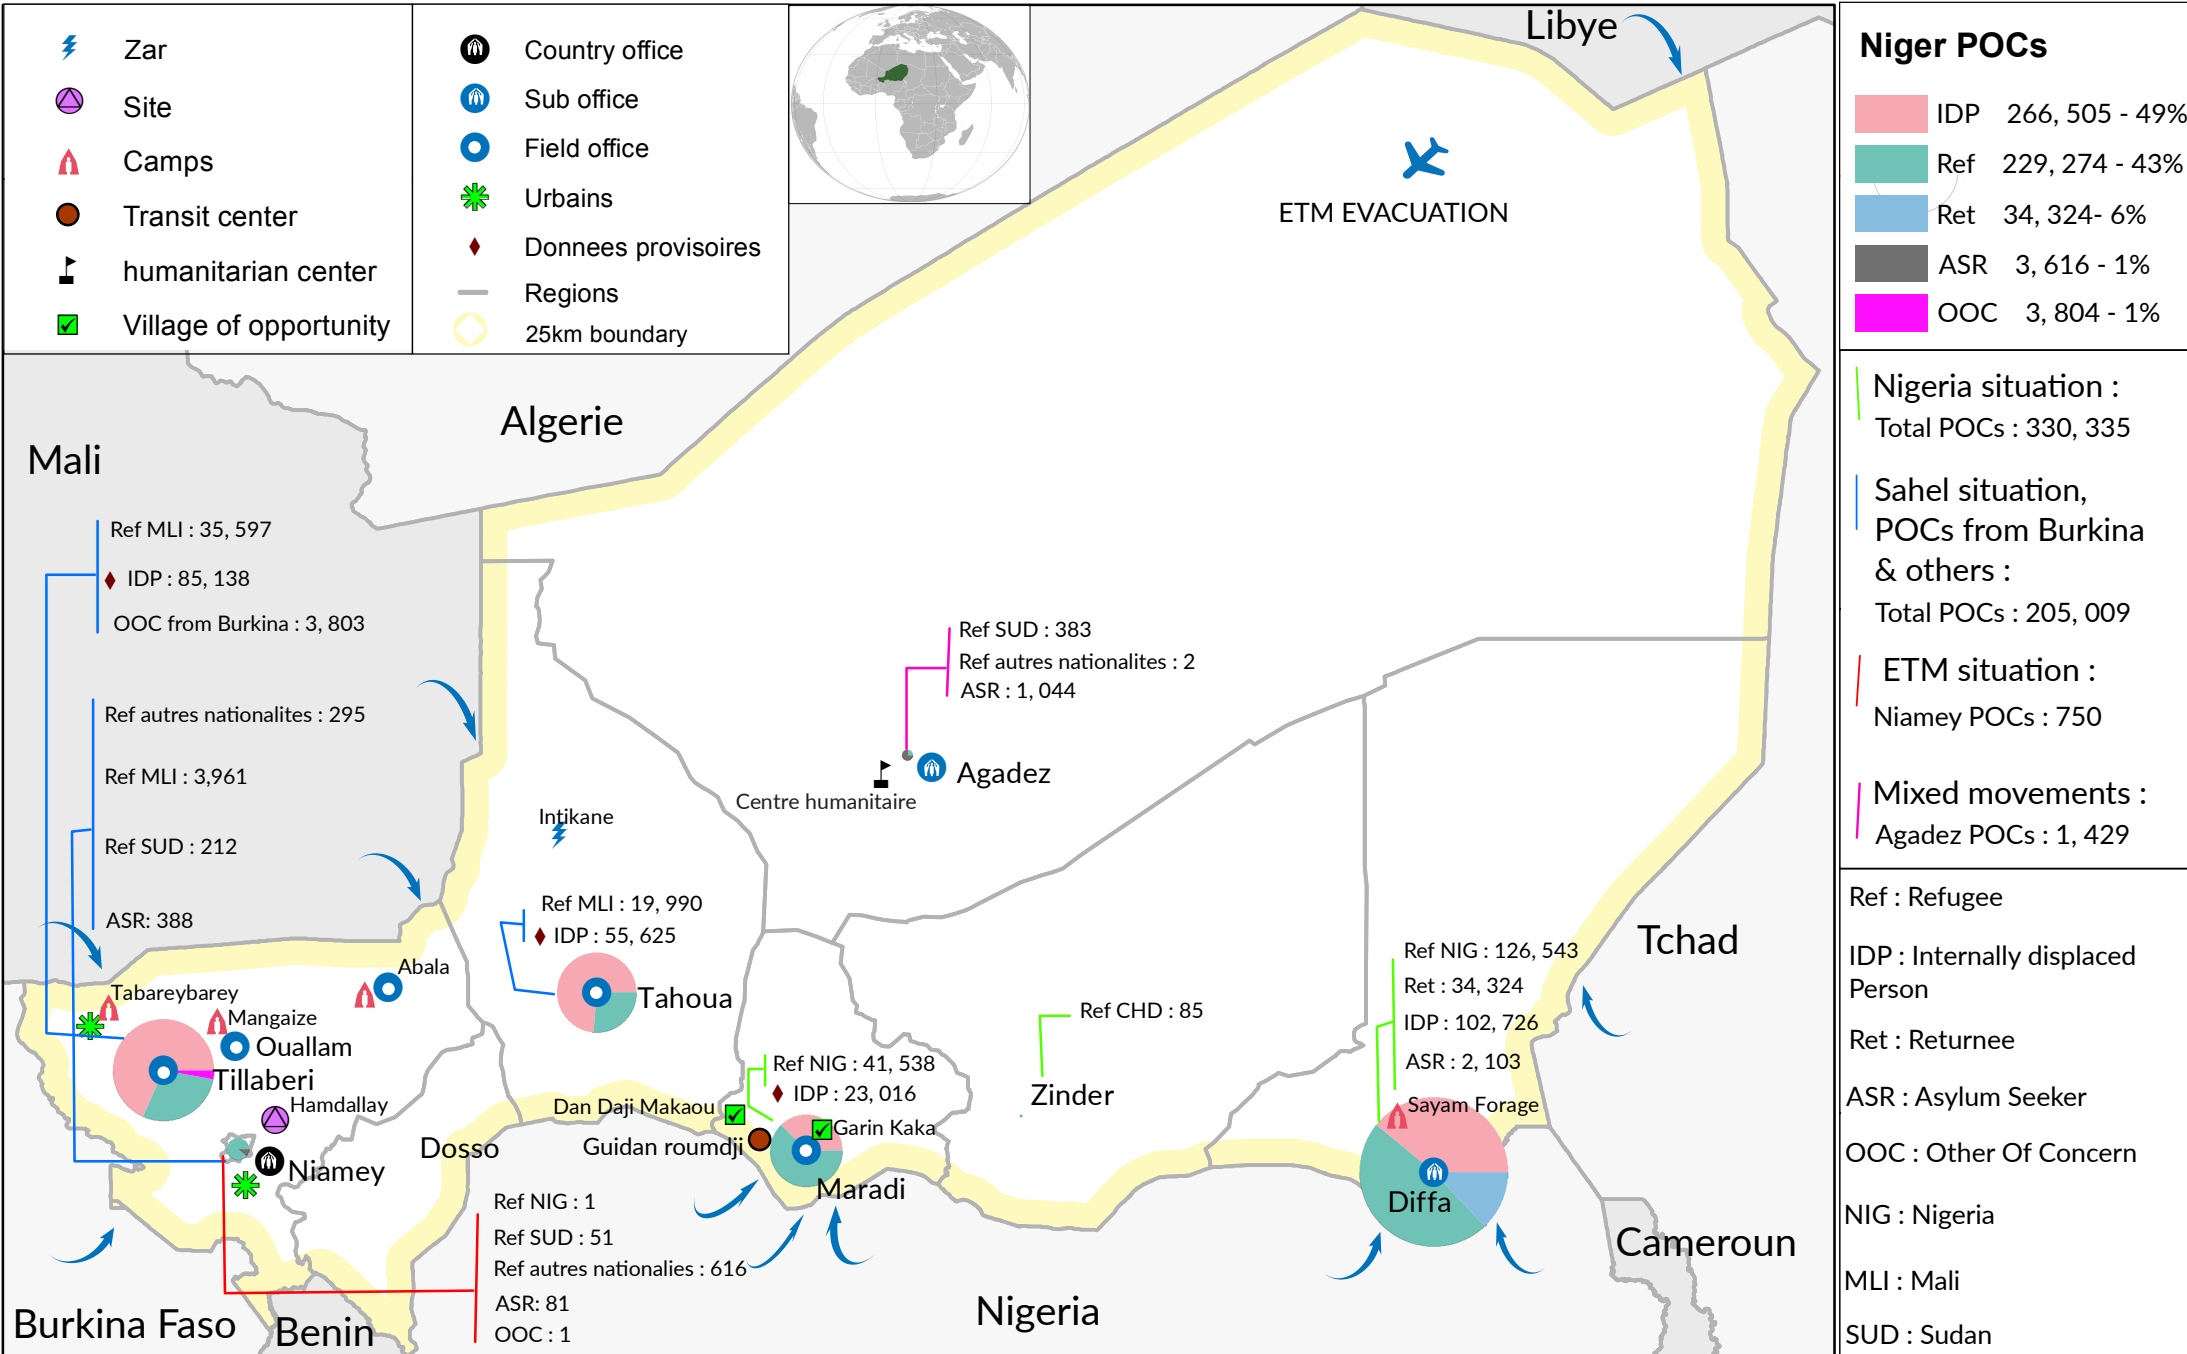 Zar
Site
Camps
Transit center
humanitarian center
Village of opportunity
Country office
Sub office
Field office
Urbains
Donnees provisoires
Regions
25km boundary
Libye
ETM EVACUATION
Algerie
Mali
Ref MLI : 35, 597
IDP : 85, 138
OOC from Burkina : 3, 803
Ref autres nationalites : 295
Ref MLI : 3,961
Ref SUD : 212
ASR: 388
Ref SUD : 383
Ref autres nationalites : 2
ASR : 1, 044
Agadez
Centre humanitaire
Intikane
Ref MLI : 19, 990
IDP : 55, 625
Tahoua
Abala
Tabareybarey
Mangaize
Ouallam
Tillaberi
Hamdallay
Niamey
Dosso
Ref NIG : 41, 538
IDP : 23, 016
Dan Daji Makaou
Garin Kaka
Guidan roumdji
Maradi
Ref CHD : 85
Zinder
Ref NIG : 126, 543
Ret : 34, 324
IDP : 102, 726
ASR : 2, 103
Sayam Forage
Diffa
Tchad
Cameroun
Nigeria
Ref NIG : 1
Ref SUD : 51
Ref autres nationalies : 616
ASR: 81
OOC : 1
Burkina Faso
Benin
Niger POCs
IDP 266, 505 - 49%
Ref 229, 274 - 43%
Ret 34, 324- 6%
ASR 3, 616 - 1%
OOC 3, 804 - 1%
Nigeria situation :
Total POCs : 330, 335
Sahel situation,
POCs from Burkina
& others :
Total POCs : 205, 009
ETM situation :
Niamey POCs : 750
Mixed movements :
Agadez POCs : 1, 429
Ref : Refugee
IDP : Internally displaced
Person
Ret : Returnee
ASR : Asylum Seeker
OOC : Other Of Concern
NIG : Nigeria
MLI : Mali
SUD : Sudan